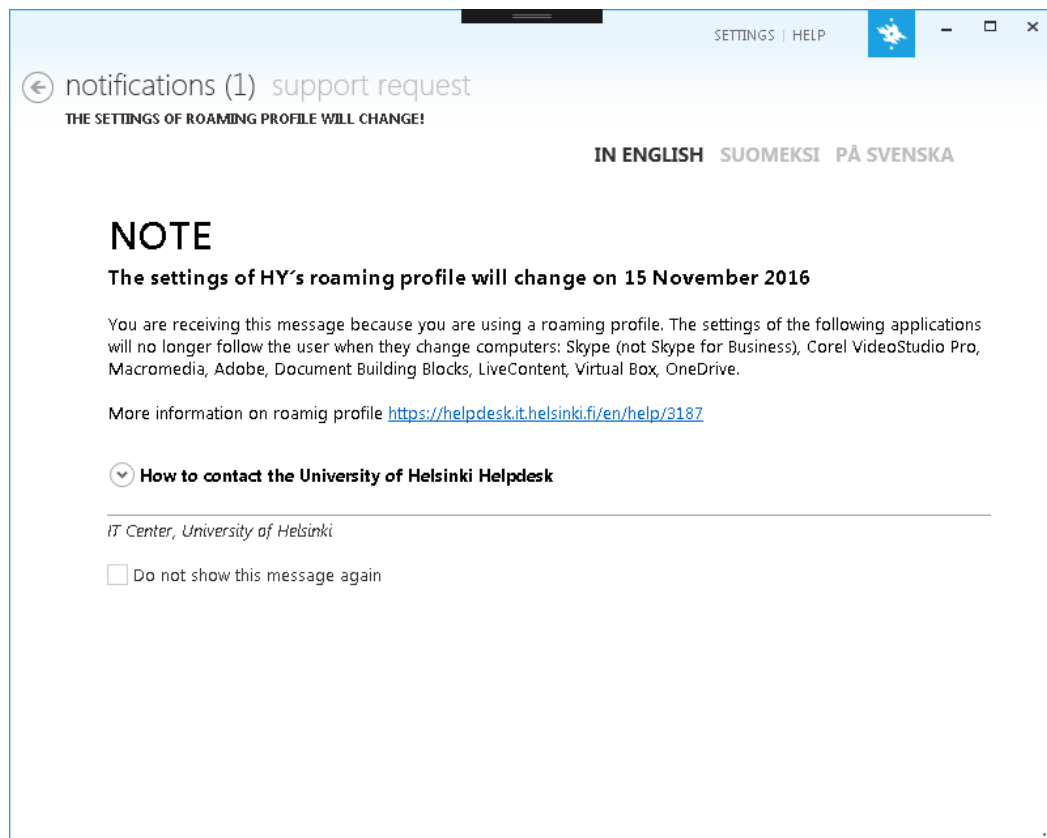 SETTINGS | HELP
notifications (1) support request
THE SETTINGS OF ROAMING PROFILE WILL CHANGE!
IN ENGLISH SUOMEKSI PÅ SVENSKA
NOTE
The settings of HY´s roaming profile will change on 15 November 2016
You are receiving this message because you are using a roaming profile. The settings of the following applications
will no longer follow the user when they change computers: Skype (not Skype for Business), Corel VideoStudio Pro,
Macromedia, Adobe, Document Building Blocks, LiveContent, Virtual Box, OneDrive.
More information on roamig profile https://helpdesk.it.helsinki.fi/en/help/3187
How to contact the University of Helsinki Helpdesk
IT Center, University of Helsinki
Do not show this message again